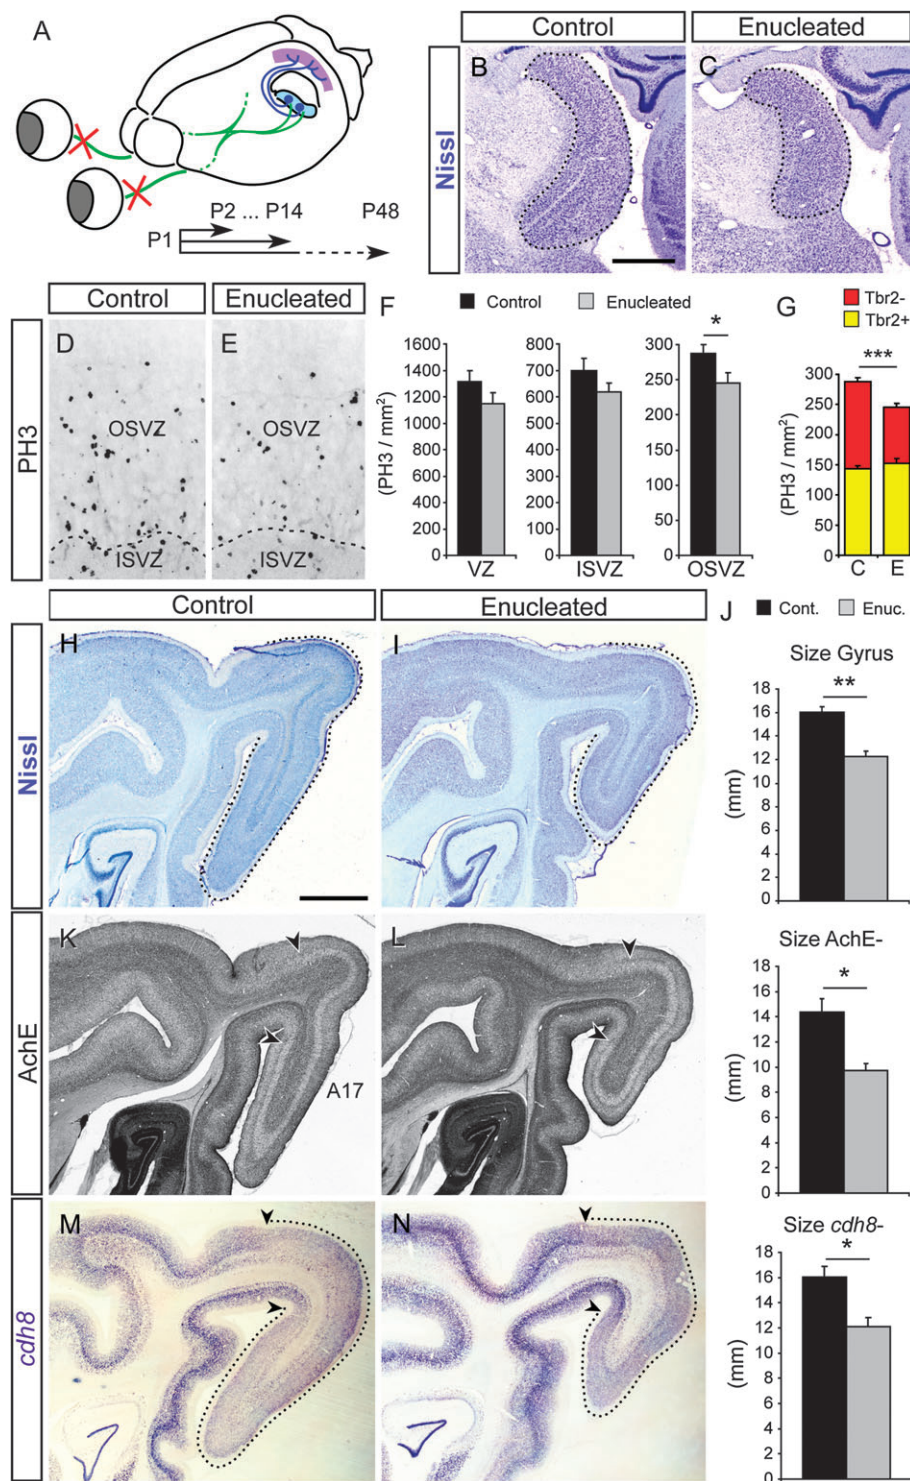 A
P2 ... P14
P48
P1
Control
Enucleated
Nissl
B
C
Control
Enucleated
PH3
D
OSVZ
ISVZ
E
OSVZ
ISVZ
F
Control
Enucleated
(PH3 / mm²)
1600
1400
1200
1000
800
600
400
200
0
VZ
800
700
600
500
400
300
200
100
0
ISVZ
*
300
250
200
150
100
50
0
OSVZ
G
Tbr2-
Tbr2+
***
(PH3 / mm²)
300
250
200
150
100
50
0
C
E
Control
Enucleated
Nissl
H
I
J
Cont.
Enuc.
Size Gyrus
**
(mm)
16
14
12
10
8
6
4
2
0
AchE
K
A17
L
Size AchE-
*
(mm)
18
16
14
12
10
8
6
4
2
0
cdh8
M
N
Size cdh8-
*
(mm)
18
16
14
12
10
8
6
4
2
0